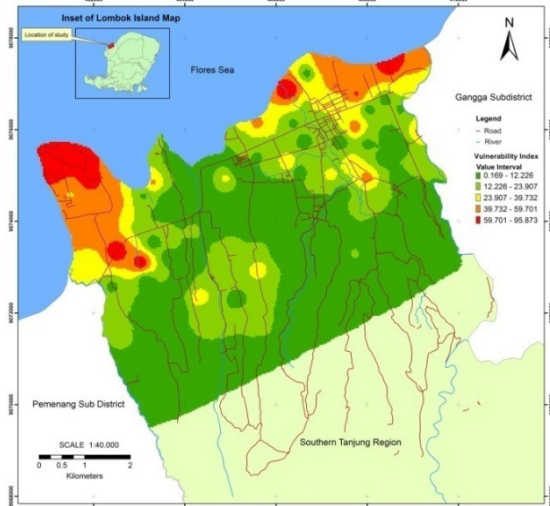 Inset of Lombok Island Map
Location of study
Flores Sea
N
Gangga Subdistrict
Legend
Road
River
Vulnerability Index
Value Interval
0.169 - 12.226
12.226 - 23.907
23.907 - 39.732
39.732 - 59.701
59.701 - 95.873
Pemenang Sub District
SCALE 1:40.000
0 0.5 1 2
Kilometers
Southern Tanjung Region